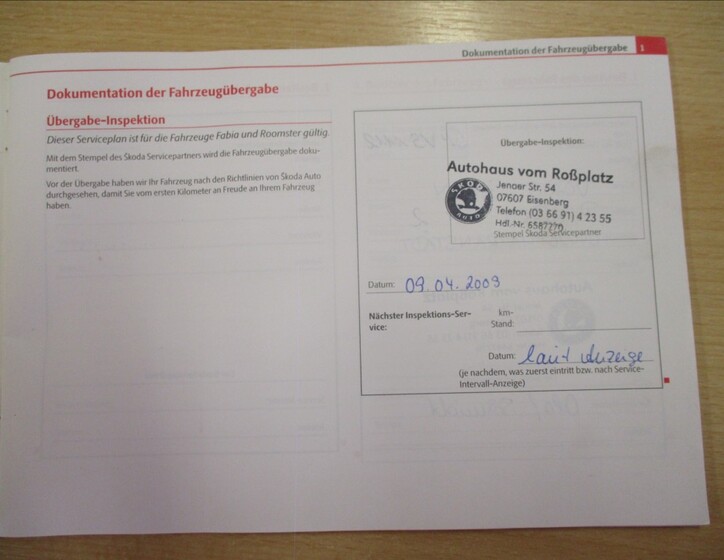 Dokumentation der Fahrzeugübergabe 1
Dokumentation der Fahrzeugübergabe
Übergabe-Inspektion
Dieser Serviceplan ist für die Fahrzeuge Fabia und Roomster gültig.
Mit dem Stempel des Skoda Servicepartners wird die Fahrzeugübergabe doku-
mentiert.
Vor der Übergabe haben wir Ihr Fahrzeug nach den Richtlinien von Skoda Auto
durchgesehen, damit Sie vom ersten Kilometer an Freude an Ihrem Fahrzeug
haben.
Übergabe-Inspektion:
Autohaus vom Roßplatz
SKODA
AUTO
Jenaer Str. 54
07607 Eisenberg
Telefon (03 66 91) 4 23 55
Hdl.-Nr. 6587270
Stempel Skoda Servicepartner
Datum: 09.04.2009
Nächster Inspektions-Ser-
vice:
km-
Stand:
Datum: laut Anzeige
(je nachdem, was zuerst eintritt bzw. nach Service-
Intervall-Anzeige)